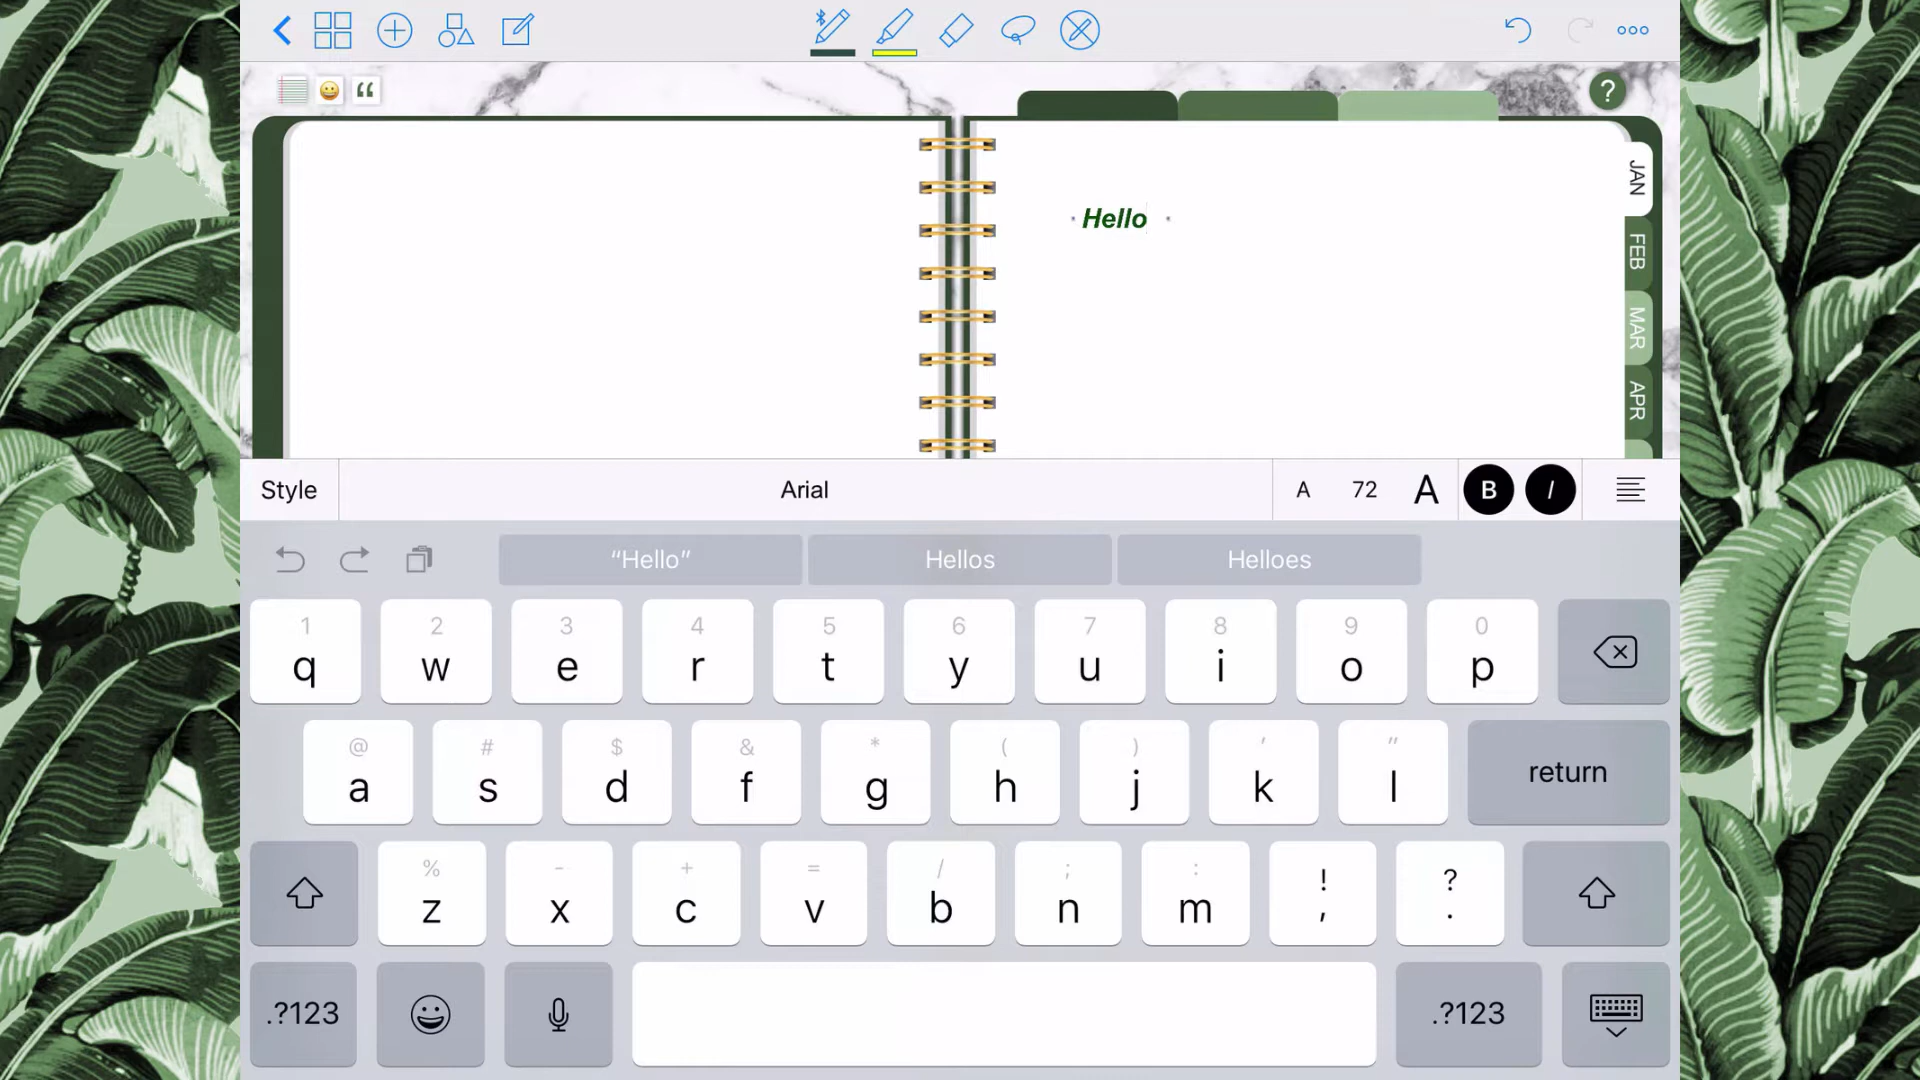 ?
JAN
FEB
MAR
APR
Hello
Style
Arial
A 72 A B I
“Hello” Hellos Helloes
1 2 3 4 5 6 7 8 9 0
q w e r t y u i o p
@ # $ & * ( ) ' "
a s d f g h j k l return
% - + = / ; : ! ?
z x c v b n m , .
.?123 .?123